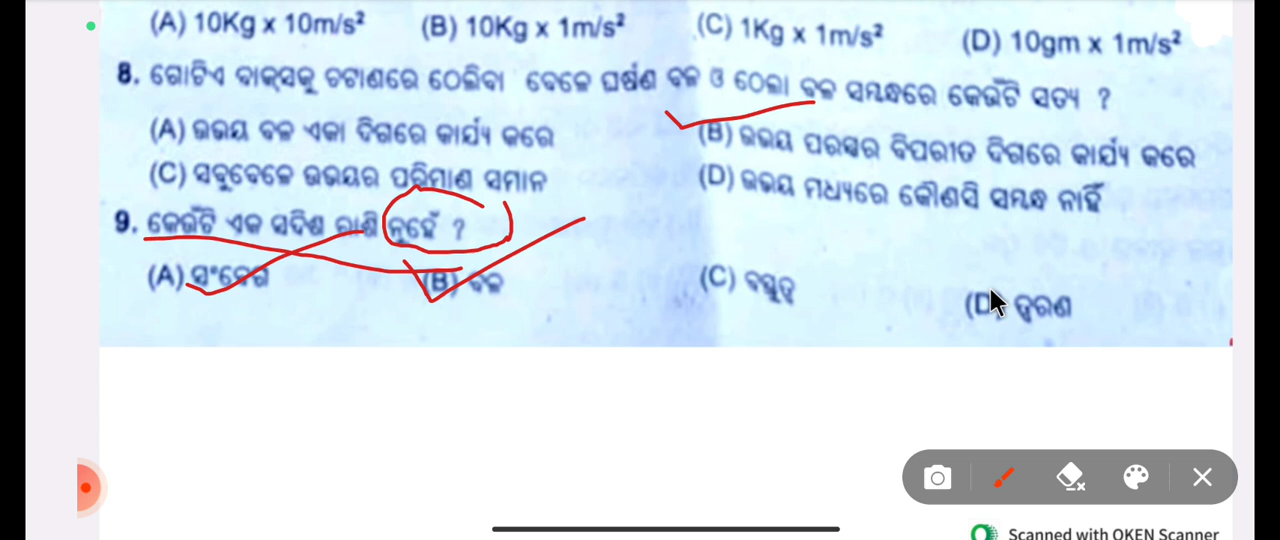 (A) 10Kg x 10m/s² (B) 10Kg x 1m/s² (C) 1Kg x 1m/s² (D) 10gm x 1m/s²
8. ଗୋଟିଏ ବାକ୍ସକୁ ଚଟାଣରେ ଠେଲିବା ବେଳେ ଘର୍ଷଣ ବଳ ଓ ଠେଲା ବଳ ସମ୍ବନ୍ଧରେ କେଉଁଟି ସତ୍ୟ ?
(A) ଉଭୟ ବଳ ଏକା ଦିଗରେ କାର୍ଯ୍ୟ କରେ (B) ଉଭୟ ପରସ୍ପର ବିପରୀତ ଦିଗରେ କାର୍ଯ୍ୟ କରେ
(C) ସବୁବେଳେ ଉଭୟର ପରିମାଣ ସମାନ (D) ଉଭୟ ମଧ୍ୟରେ କୌଣସି ସମ୍ବନ୍ଧ ନାହିଁ
9. କେଉଁଟି ଏକ ସଦିଶ ରାଶି ନୁହେଁ ?
(A) ସଂବେଗ (B) ବଳ (C) ବସ୍ତୁତ୍ୱ (D) ତ୍ୱରଣ
Scanned with OKEN Scanner